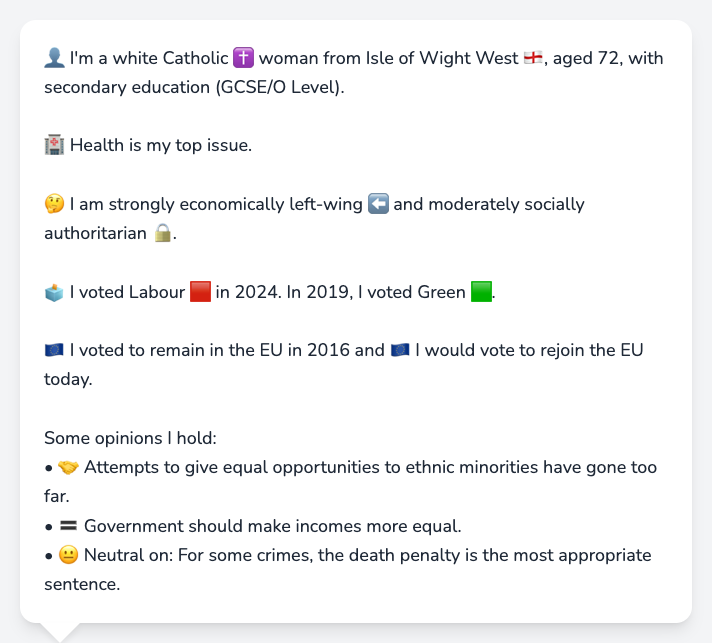 👤 I'm a white Catholic ✝️ woman from Isle of Wight West 🏴󠁧󠁢󠁥󠁮󠁧󠁿, aged 72, with
secondary education (GCSE/O Level).
🏥 Health is my top issue.
🤔 I am strongly economically left-wing ⬅️ and moderately socially
authoritarian 🔒.
🗳️ I voted Labour 🟥 in 2024. In 2019, I voted Green 🟩.
🇪🇺 I voted to remain in the EU in 2016 and 🇪🇺 I would vote to rejoin the EU
today.
Some opinions I hold:
• 🤝 Attempts to give equal opportunities to ethnic minorities have gone too
far.
• 🟰 Government should make incomes more equal.
• 😐 Neutral on: For some crimes, the death penalty is the most appropriate
sentence.